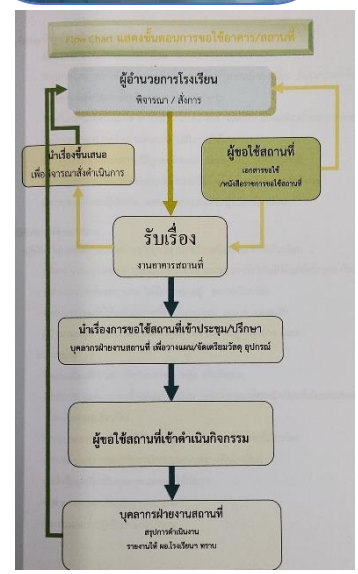 Flow Chart แสดงขั้นตอนการขอใช้อาคาร/สถานที่
ผู้อำนวยการโรงเรียน
พิจารณา / สั่งการ
นำเรื่องขึ้นเสนอ
เพื่อพิจารณาสั่งดำเนินการ
ผู้ขอใช้สถานที่
เอกสารขอใช้
/หนังสือราชการขอใช้สถานที่
รับเรื่อง
งานอาคารสถานที่
นำเรื่องการขอใช้สถานที่เข้าประชุม/ปรึกษา
บุคลากรฝ่ายงานสถานที่ เพื่อวางแผน/จัดเตรียมวัสดุ อุปกรณ์
ผู้ขอใช้สถานที่เข้าดำเนินกิจกรรม
บุคลากรฝ่ายงานสถานที่
สรุปการดำเนินงาน
รายงานให้ ผอ.โรงเรียนฯ ทราบ